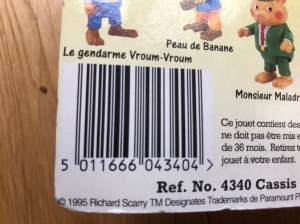 Peau de Banane
Le gendarme Vroum-Vroum
Monsieur Maladr
Ce jouet contient des
ne doit pas être mis e
de 36 mois. Retirez t
jouet à votre enfant.
5 011666 043404 >
Ref. No. 4340 Cassis
© 1995 Richard Scarry TM Designates Trademarks de Paramount P